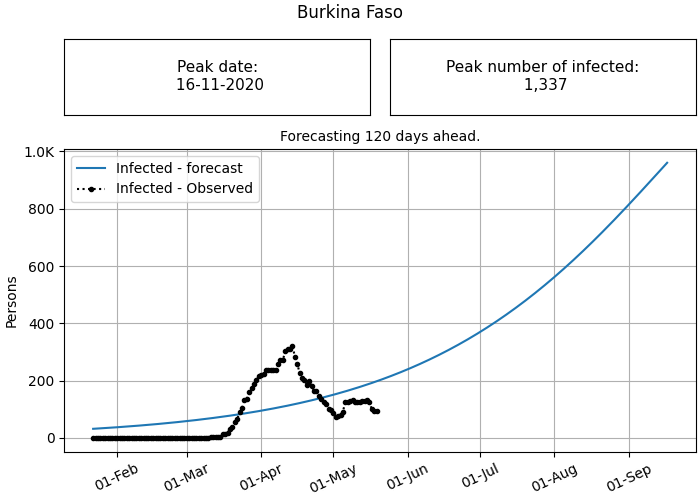 Burkina Faso
Peak date:
16-11-2020
Peak number of infected:
1,337
Forecasting 120 days ahead.
Infected - forecast
Infected - Observed
1.0K
800
600
400
200
0
Persons
01-Feb
01-Mar
01-Apr
01-May
01-Jun
01-Jul
01-Aug
01-Sep